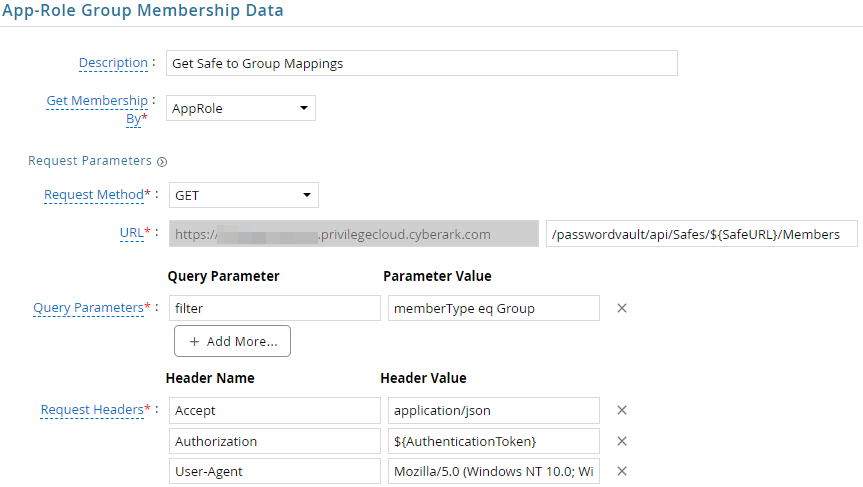 App-Role Group Membership Data
Description :
Get Safe to Group Mappings
Get Membership By* :
AppRole
Request Parameters
Request Method* :
GET
URL* :
https:// .privilegecloud.cyberark.com
/passwordvault/api/Safes/${SafeURL}/Members
Query Parameter Parameter Value
Query Parameters* :
filter memberType eq Group
+ Add More...
Header Name Header Value
Request Headers* :
Accept application/json
Authorization ${AuthenticationToken}
User-Agent Mozilla/5.0 (Windows NT 10.0; Wi